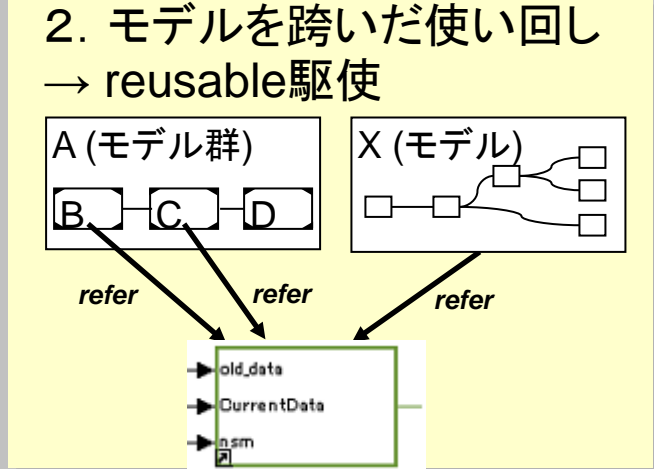 ２．モデルを跨いだ使い回し
→ reusable駆使
A (モデル群)
X (モデル)
B
C
D
refer
refer
refer
old_data
CurrentData
nsm